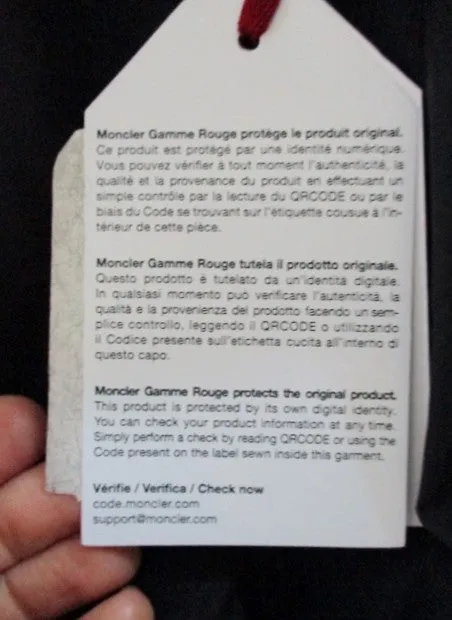 Moncler Gamme Rouge protège le produit original.
Ce produit est protégé par une identité numérique.
Vous pouvez vérifier à tout moment l'authenticité, la
qualité et la provenance du produit en effectuant un
simple contrôle par la lecture du QRCODE ou par le
biais du Code se trouvant sur l'étiquette cousue à l'in-
térieur de cette pièce.
Moncler Gamme Rouge tutela il prodotto originale.
Questo prodotto è tutelato da un'identità digitale.
In qualsiasi momento può verificare l'autenticità, la
qualità e la provenienza del prodotto facendo un sem-
plice controllo, leggendo il QRCODE o utilizzando
il Codice presente sull'etichetta cucita all'interno di
questo capo.
Moncler Gamme Rouge protects the original product.
This product is protected by its own digital identity.
You can check your product information at any time.
Simply perform a check by reading QRCODE or using the
Code present on the label sewn inside this garment.
Vérifie / Verifica / Check now
code.moncler.com
support@moncler.com